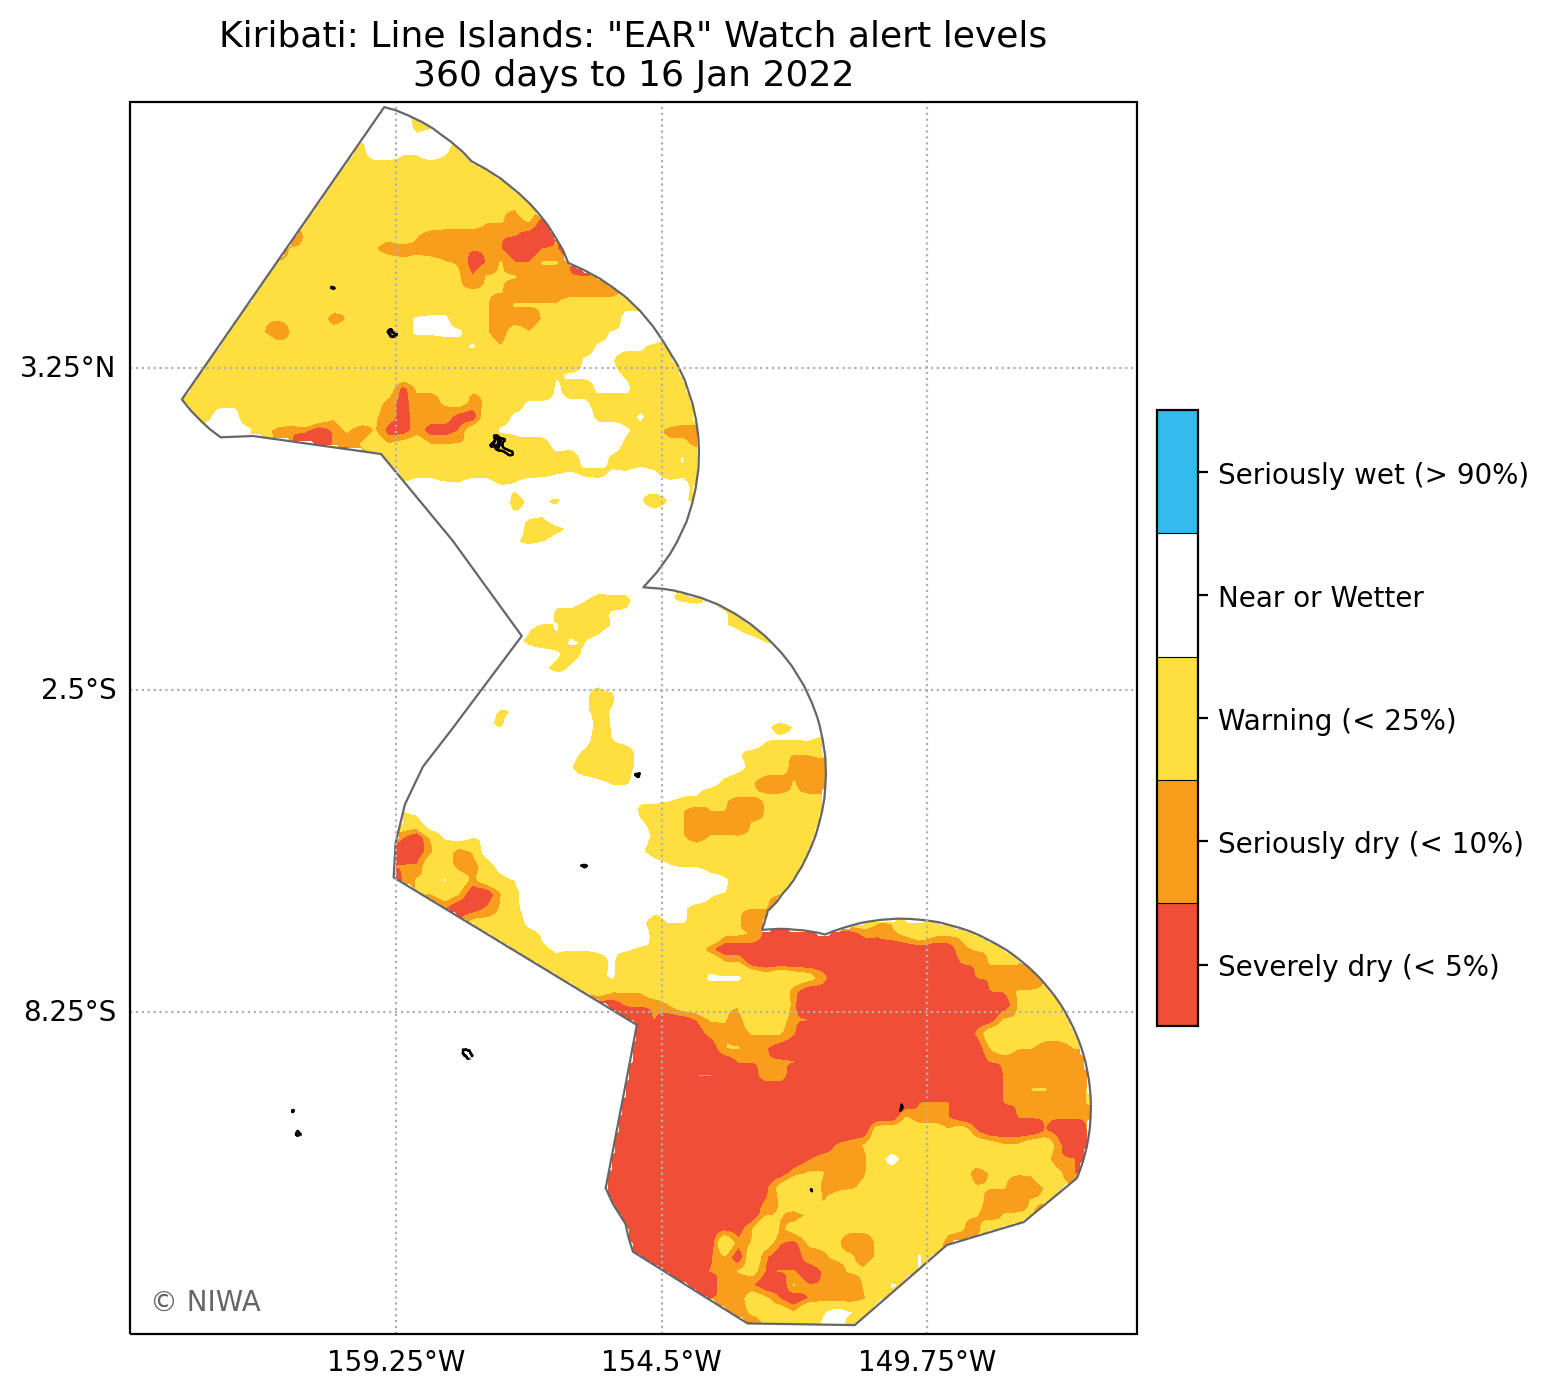 Kiribati: Line Islands: "EAR" Watch alert levels
360 days to 16 Jan 2022
3.25°N
2.5°S
8.25°S
159.25°W
154.5°W
149.75°W
Seriously wet (> 90%)
Near or Wetter
Warning (< 25%)
Seriously dry (< 10%)
Severely dry (< 5%)
© NIWA